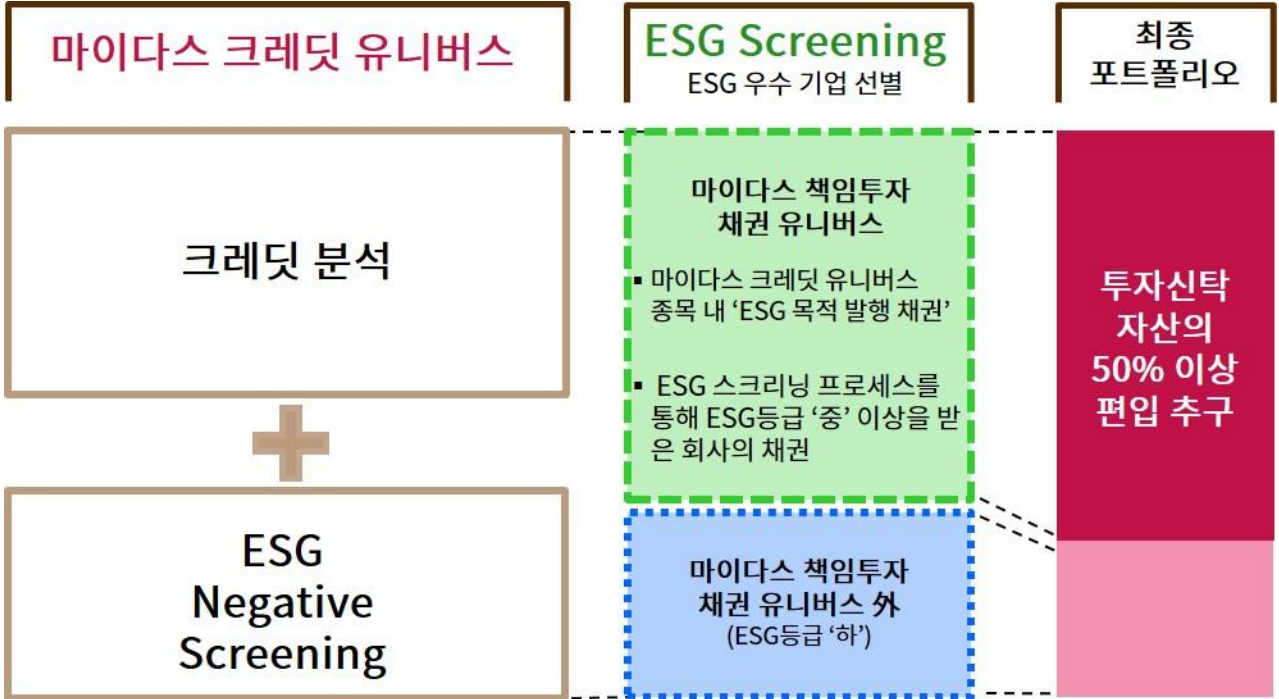 마이다스 크레딧 유니버스
ESG Screening
ESG 우수 기업 선별
최종
포트폴리오
크레딧 분석
ESG
Negative
Screening
마이다스 책임투자
채권 유니버스
▪ 마이다스 크레딧 유니버스
종목 내 ‘ESG 목적 발행 채권’
▪ ESG 스크리닝 프로세스를
통해 ESG등급 ‘중’ 이상을 받
은 회사의 채권
마이다스 책임투자
채권 유니버스 外
(ESG등급 ‘하’)
투자신탁
자산의
50% 이상
편입 추구